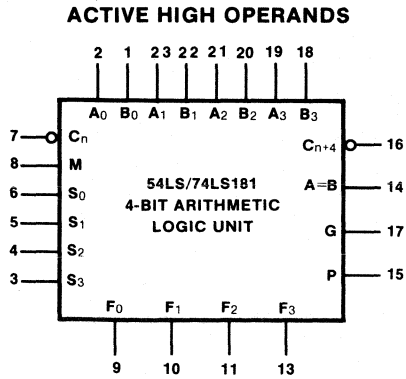 ACTIVE HIGH OPERANDS
2 1 23 22 21 20 19 18
A0 B0 A1 B1 A2 B2 A3 B3
7 Cn
Cn+4 16
8 M
6 S0
54LS/74LS181
A=B 14
4-BIT ARITHMETIC
5 S1
LOGIC UNIT
G 17
4 S2
P 15
3 S3
F0 F1 F2 F3
9 10 11 13